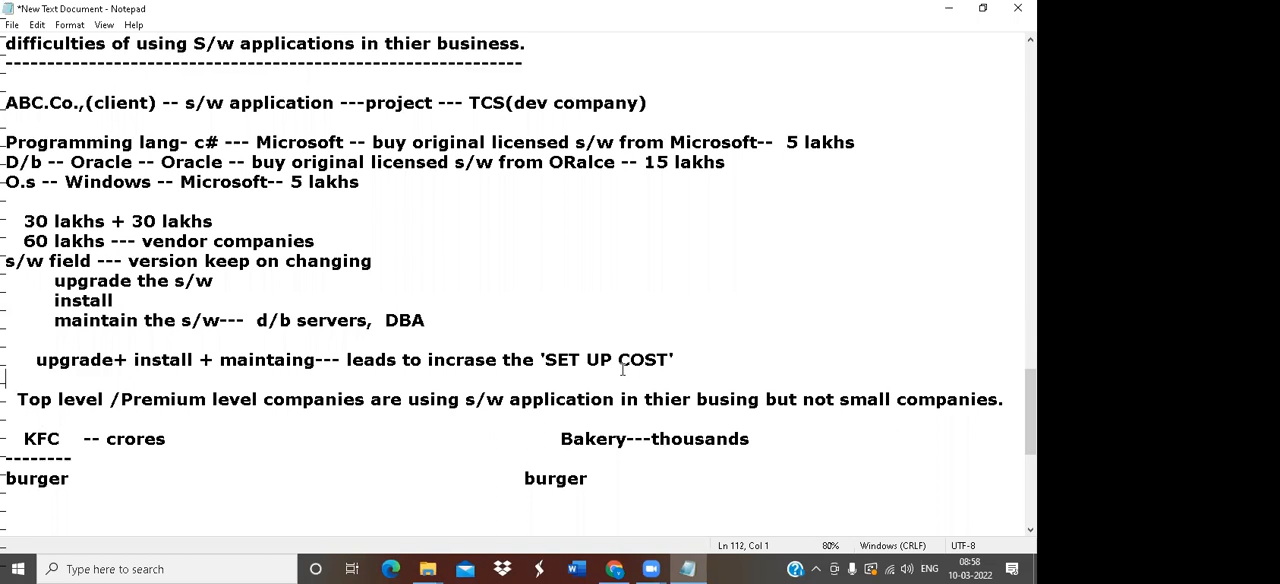 *New Text Document - Notepad
File Edit Format View Help
difficulties of using S/w applications in thier business.
---------------------------------------------------------------
ABC.Co.,(client) -- s/w application ---project --- TCS(dev company)
Programming lang- c# --- Microsoft -- buy original licensed s/w from Microsoft-- 5 lakhs
D/b -- Oracle -- Oracle -- buy original licensed s/w from ORalce -- 15 lakhs
O.s -- Windows -- Microsoft-- 5 lakhs
30 lakhs + 30 lakhs
60 lakhs --- vendor companies
s/w field --- version keep on changing
upgrade the s/w
install
maintain the s/w--- d/b servers, DBA
upgrade+ install + maintaing--- leads to incrase the 'SET UP COST'
Top level /Premium level companies are using s/w application in thier busing but not small companies.
KFC -- crores Bakery---thousands
--------
burger burger
Ln 112, Col 1 80% Windows (CRLF) UTF-8
Type here to search ENG 08:58
10-03-2022